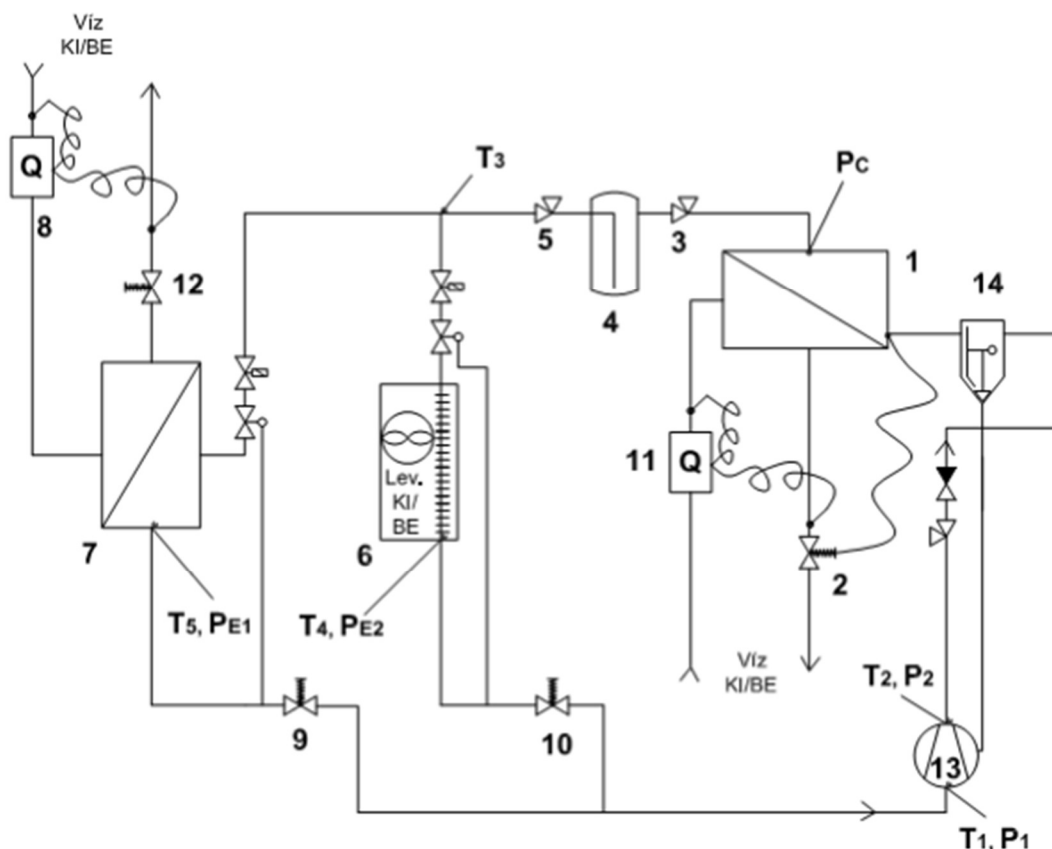 Víz
KI/BE
Q
8
12
T3
5
4
3
PC
1
14
Lev.
KI/
BE
11
Q
7
6
2
T5, PE1
T4, PE2
Víz
KI/BE
T2, P2
9
10
13
T1, P1